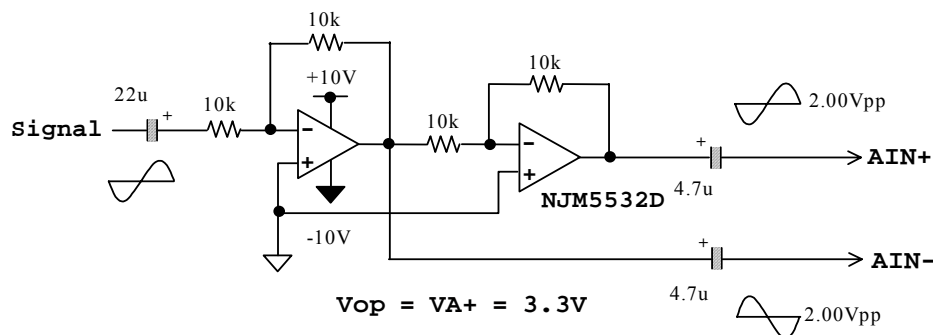 10k
+10V
10k
22u
10k
2.00Vpp
Signal
+
-
+
10k
-
+
+
AIN+
NJM5532D
4.7u
-10V
+
AIN-
Vop = VA+ = 3.3V
4.7u
2.00Vpp